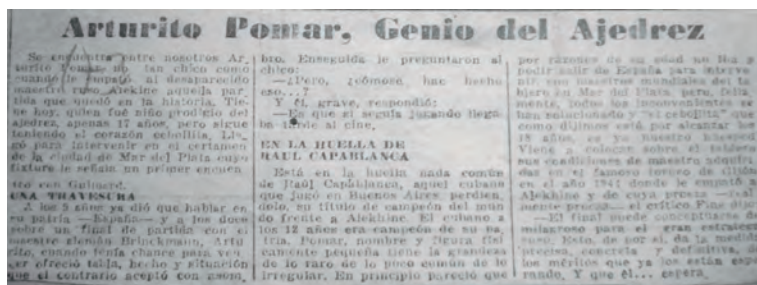 Arturito Pomar, Genio del Ajedrez
Se encuentra entre nosotros Ar-
turito Pomar, no tan chico como
cuando le empató al desaparecido
maestro ruso Alekine aquella par-
tida que quedó en la historia. Tie-
ne hoy, quien fué niño prodigio del
ajedrez, apenas 17 años, pero sigue
teniendo el corazón cebollita. Lle-
gó para intervenir en el certamen
de la ciudad de Mar del Plata cuyo
fixture le señala un primer encuen
tro con Guimard.
UNA TRAVESURA
A los 9 años ya dió que hablar en
su patria —España— y a los doce
sobre un final de partida con el
maestro alemán Brinckmann, Artu
rito, cuando tenía chance para ven-
cer ofreció tabla, hecho y situación
que el contrario aceptó con asom-
bro. Enseguida le preguntaron al
chico:
—¿Pero, cómo has hecho
eso...?
Y él, grave, respondió:
—Es que si seguía jugando llega-
ba tarde al cine.
EN LA HUELLA DE
RAUL CAPABLANCA
Está en la huella nada común
de Raúl Capablanca, aquel cubano
que jugó en Buenos Aires perdien-
do, su título de campeón del mun
do frente a Alekhine. El cubano a
los 12 años era campeón de su pa-
tria. Pomar, nombre y figura físi
camente pequeña tiene la grandeza
de lo raro de lo poco común de lo
irregular. En principio pareció que
por razones de su edad no iba a
poder salir de España para interve
nir con maestros mundiales del ta
blero en Mar del Plata pero, feliz
mente, todos los inconvenientes se
han solucionado y "el cebollita" que
como dijimos está por alcanzar los
18 años, es ya nuestro huésped
Viene a colocar sobre el tablero
sus condiciones de maestro adquiri
das en el famoso torneo de Gijón
en el año 1944 donde le empató a
Alekhine y de cuya proeza —real
mente proeza— el crítico Fine dijo:
—El final puede conceptuarse de
milagroso para el gran estratega
ruso. Esto, de por sí, da la medida
precisa, concreta y definitiva, de
los méritos que ya los están espe
rando. Y que él... espera.